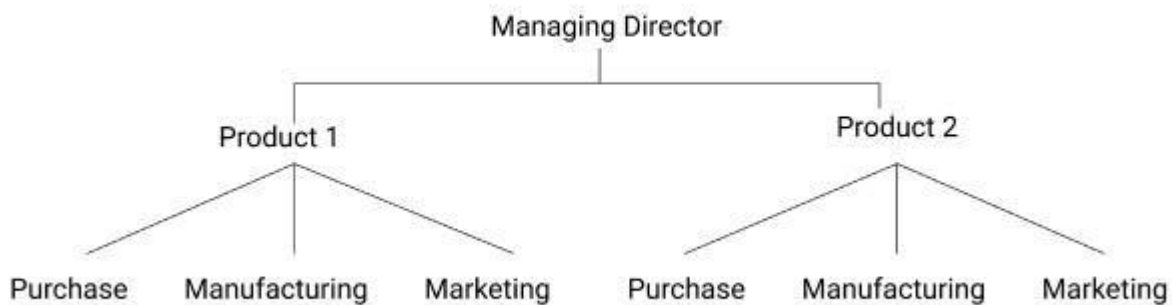 Managing Director
Product 1
Product 2
Purchase Manufacturing Marketing Purchase Manufacturing Marketing